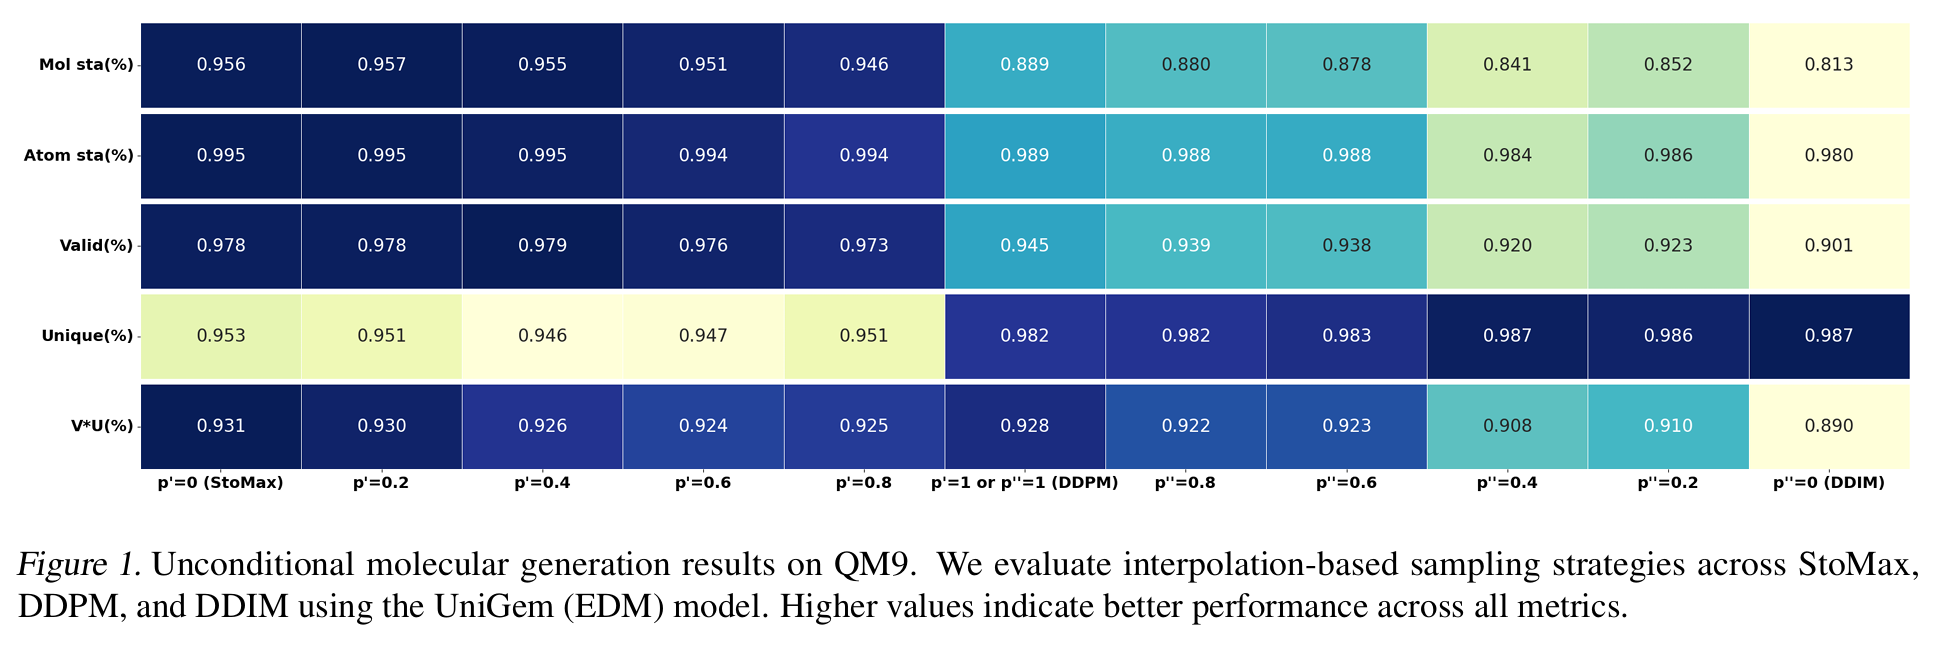 Mol sta(%) 0.956 0.957 0.955 0.951 0.946 0.889 0.880 0.878 0.841 0.852 0.813
Atom sta(%) 0.995 0.995 0.995 0.994 0.994 0.989 0.988 0.988 0.984 0.986 0.980
Valid(%) 0.978 0.978 0.979 0.976 0.973 0.945 0.939 0.938 0.920 0.923 0.901
Unique(%) 0.953 0.951 0.946 0.947 0.951 0.982 0.982 0.983 0.987 0.986 0.987
V*U(%) 0.931 0.930 0.926 0.924 0.925 0.928 0.922 0.923 0.908 0.910 0.890
p'=0 (StoMax) p'=0.2 p'=0.4 p'=0.6 p'=0.8 p'=1 or p''=1 (DDPM) p''=0.8 p''=0.6 p''=0.4 p''=0.2 p''=0 (DDIM)
Figure 1. Unconditional molecular generation results on QM9. We evaluate interpolation-based sampling strategies across StoMax,
DDPM, and DDIM using the UniGem (EDM) model. Higher values indicate better performance across all metrics.